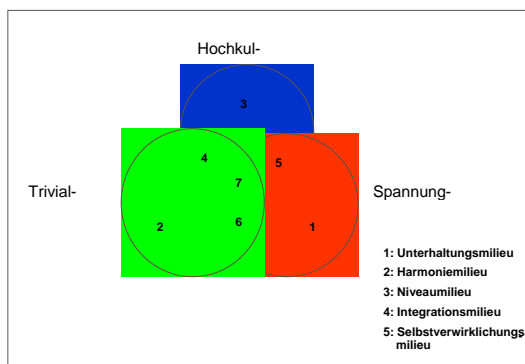 Hochkul-
3
4
5
7
Trivial-
Spannung-
2
6
1
1: Unterhaltungsmilieu
2: Harmoniemilieu
3: Niveaumilieu
4: Integrationsmilieu
5: Selbstverwirklichungs
milieu